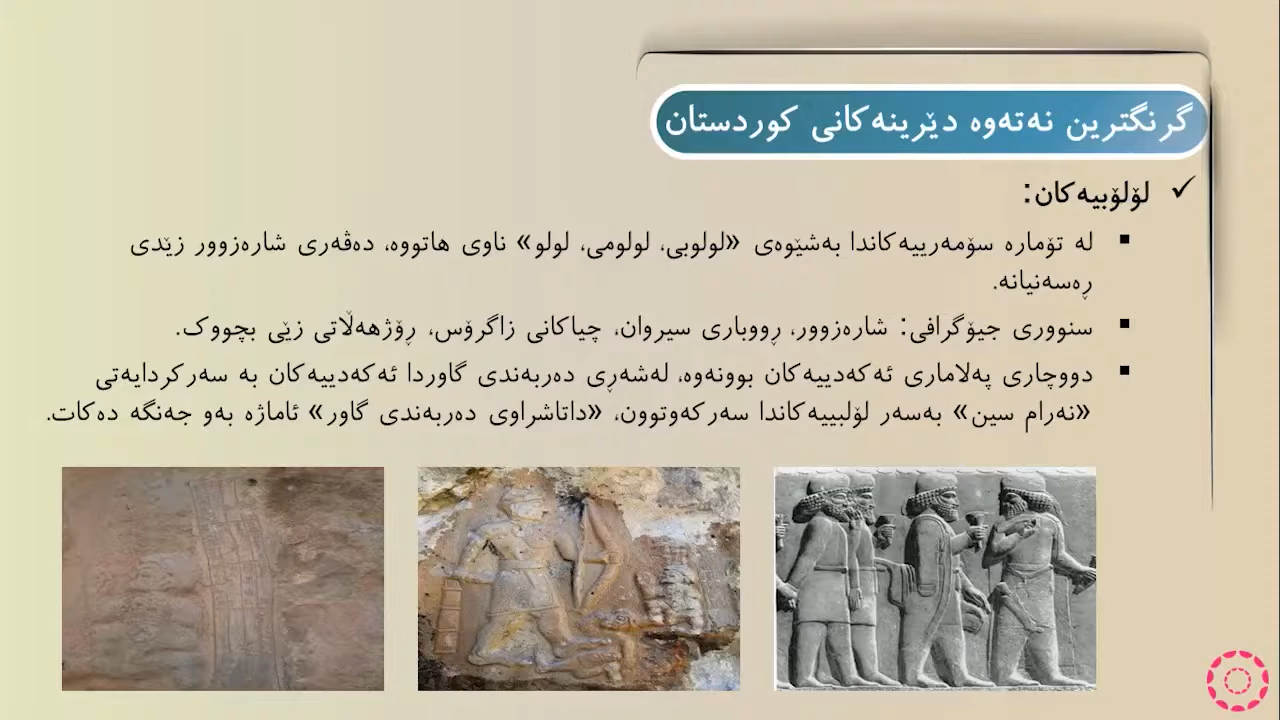 گرنگترین نەتەوە دێرینەکانی کوردستان
✓ لۆلۆبیەکان:
▪ لە تۆمارە سۆمەرییەکاندا بەشێوەی «لولوبی، لولومی، لولو» ناوی هاتووە، دەڤەری شارەزوور زێدی
ڕەسەنیانە.
▪ سنووری جیۆگرافی: شارەزوور، ڕووباری سیروان، چیاکانی زاگرۆس، ڕۆژهەڵاتی زێی بچووک.
▪ دووچاری پەلاماری ئەکەدییەکان بوونەوە، لەشەڕی دەربەندی گاوردا ئەکەدییەکان بە سەرکردایەتی
«نەرام سین» بەسەر لۆلبییەکاندا سەرکەوتوون، «داتاشراوی دەربەندی گاور» ئاماژە بەو جەنگە دەکات.